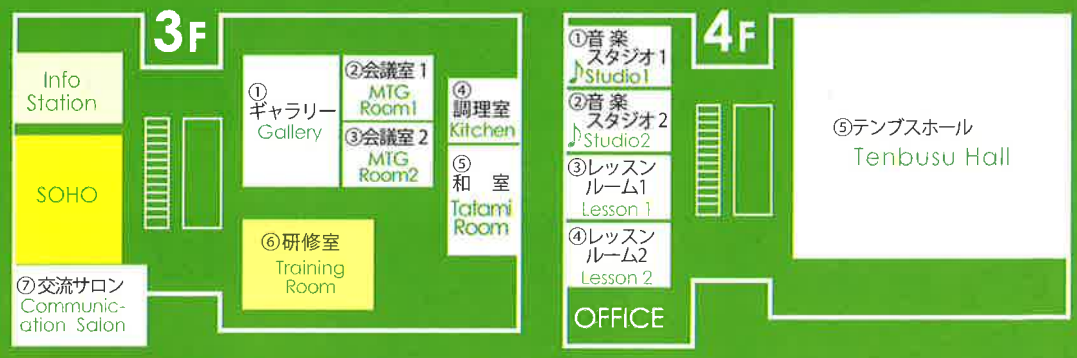 3F
Info
Station
SOHO
⑦交流サロン
Communic-
ation Salon
①
ギャラリー
Gallery
②会議室 1
MTG
Room1
③会議室 2
MTG
Room2
④
調理室
Kitchen
⑤
和 室
Tatami
Room
⑥研修室
Training
Room
4F
①音 楽
スタジオ1
♪Studio1
②音 楽
スタジオ2
♪Studio2
③レッスン
ルーム1
Lesson 1
④レッスン
ルーム2
Lesson 2
OFFICE
⑤テンブスホール
Tenbusu Hall